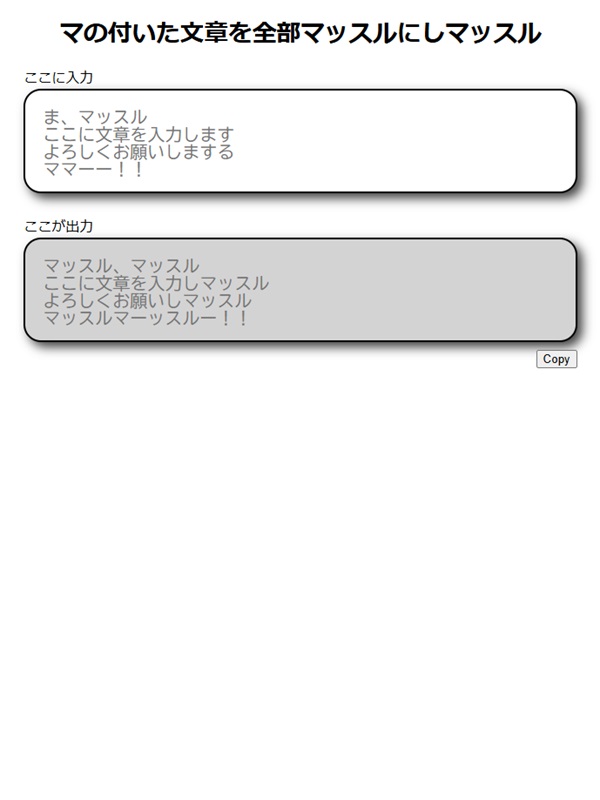 マの付いた文章を全部マッスルにしマッスル
ここに入力
ま、マッスル
ここに文章を入力します
よろしくお願いしまする
ママーー！！
ここが出力
マッスル、マッスル
ここに文章を入力しマッスル
よろしくお願いしマッスル
マッスルマーッスルー！！
Copy